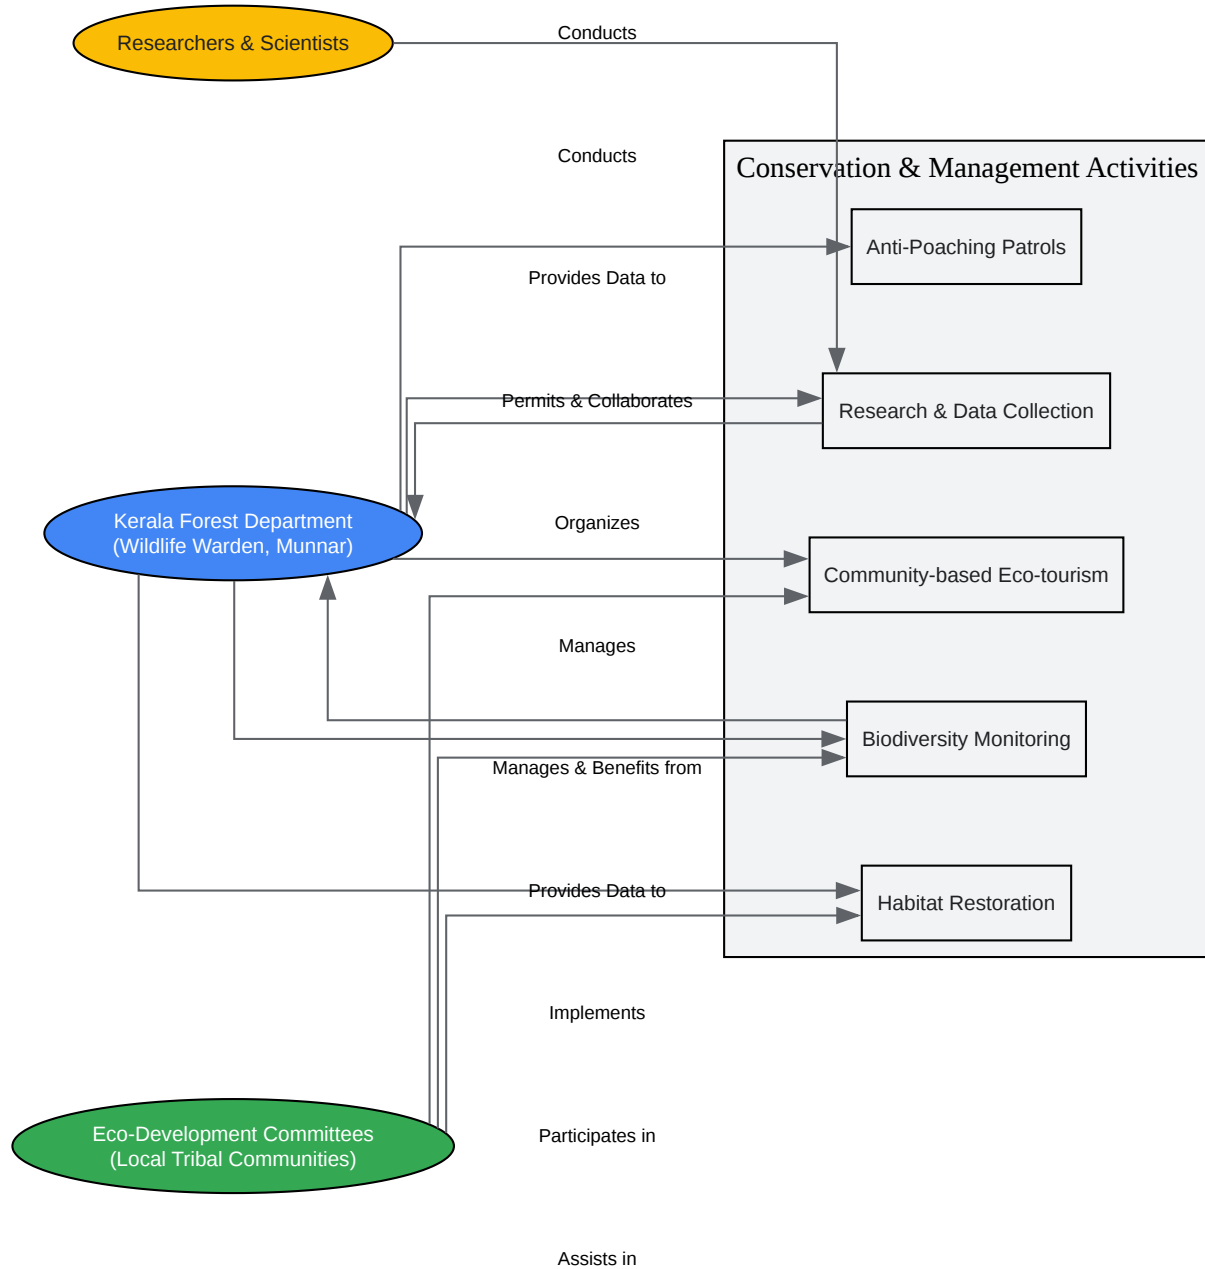 Researchers & Scientists
Conducts
Conducts
Conservation & Management Activities
Anti-Poaching Patrols
Provides Data to
Permits & Collaborates
Research & Data Collection
Kerala Forest Department
(Wildlife Warden, Munnar)
Organizes
Community-based Eco-tourism
Manages
Biodiversity Monitoring
Manages & Benefits from
Provides Data to
Habitat Restoration
Implements
Eco-Development Committees
(Local Tribal Communities)
Participates in
Assists in